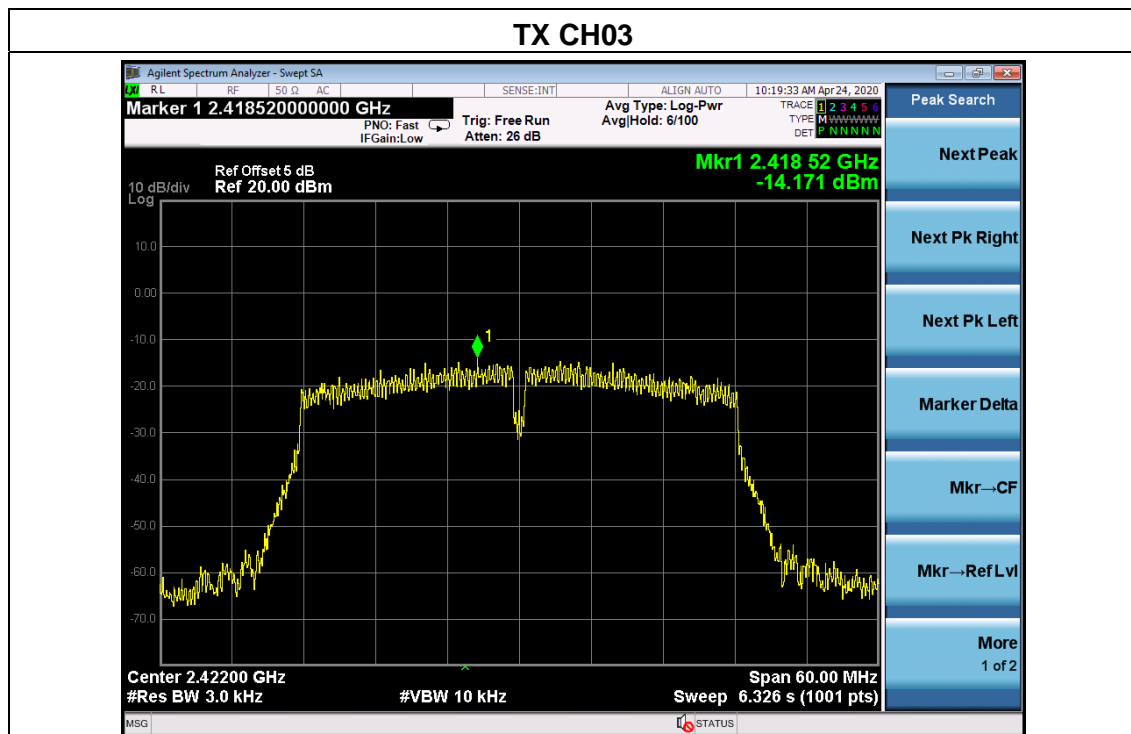 TX CH03
Agilent Spectrum Analyzer - Swept SA
LXI RL RF 50 Ω AC SENSE:INT ALIGN AUTO 10:19:33 AM Apr 24, 2020
Marker 1 2.418520000000 GHz
PNO: Fast
IFGain:Low
Trig: Free Run
Atten: 26 dB
Avg Type: Log-Pwr
Avg|Hold: 6/100
TRACE 1 2 3 4 5 6
TYPE M WWWWW
DET P N N N N N
Peak Search
Next Peak
Next Pk Right
Next Pk Left
Marker Delta
Mkr→CF
Mkr→Ref Lvl
More
1 of 2
Mkr1 2.418 52 GHz
-14.171 dBm
Ref Offset 5 dB
10 dB/div Ref 20.00 dBm
Log
10.0
0.00
-10.0
-20.0
-30.0
-40.0
-50.0
-60.0
-70.0
1
Center 2.42200 GHz Span 60.00 MHz
#Res BW 3.0 kHz #VBW 10 kHz Sweep 6.326 s (1001 pts)
MSG STATUS